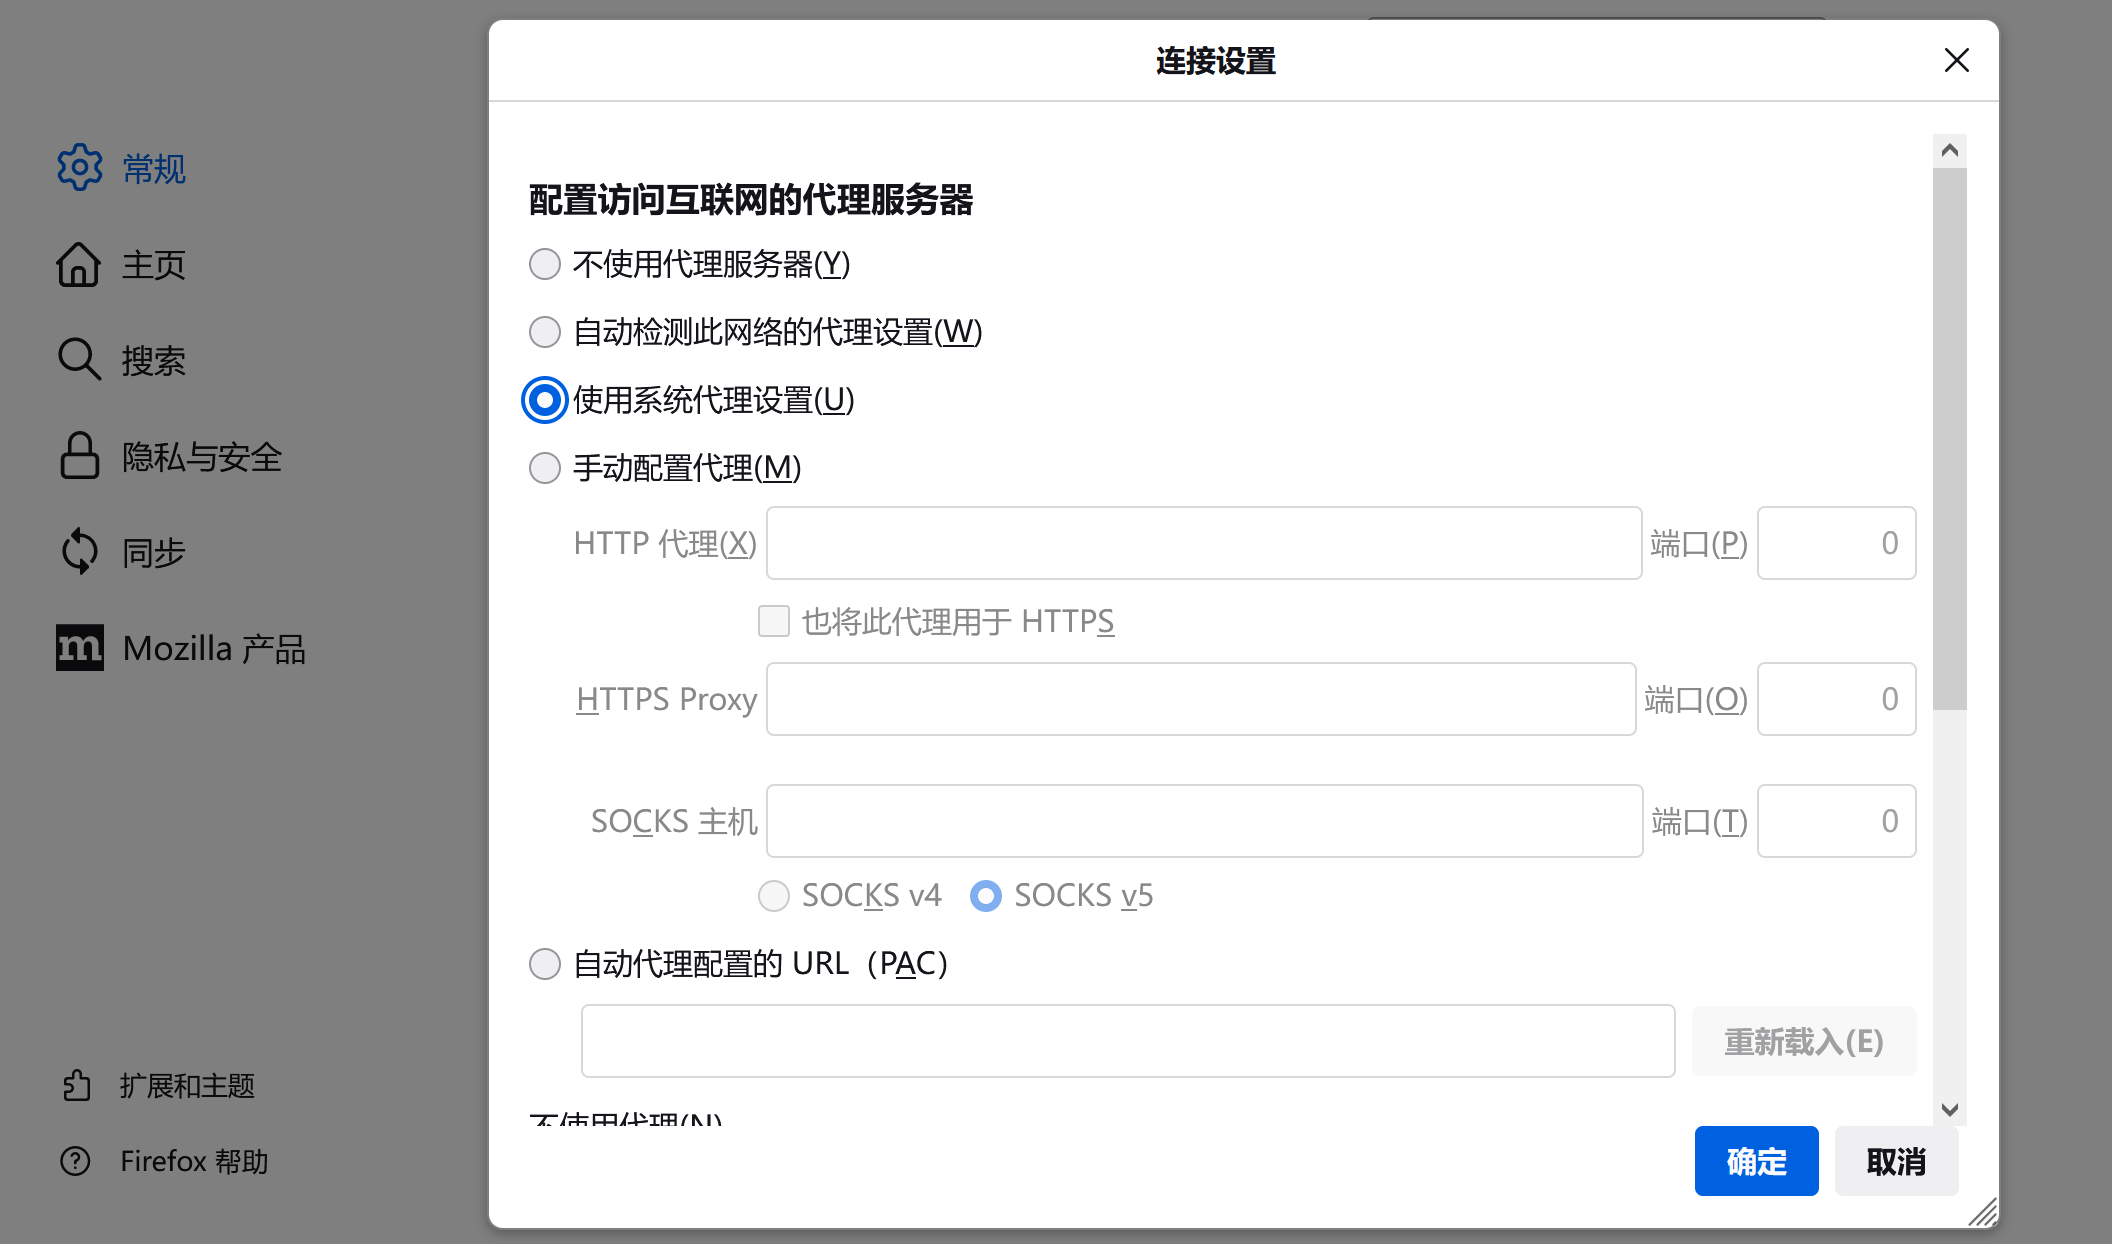 连接设置
常规
主页
搜索
隐私与安全
同步
m Mozilla 产品
扩展和主题
Firefox 帮助
配置访问互联网的代理服务器
不使用代理服务器(Y)
自动检测此网络的代理设置(W)
使用系统代理设置(U)
手动配置代理(M)
HTTP 代理(X) 端口(P) 0
也将此代理用于 HTTPS
HTTPS Proxy 端口(O) 0
SOCKS 主机 端口(T) 0
SOCKS v4 SOCKS v5
自动代理配置的 URL（PAC）
重新载入(E)
不使用代理(N)
确定 取消